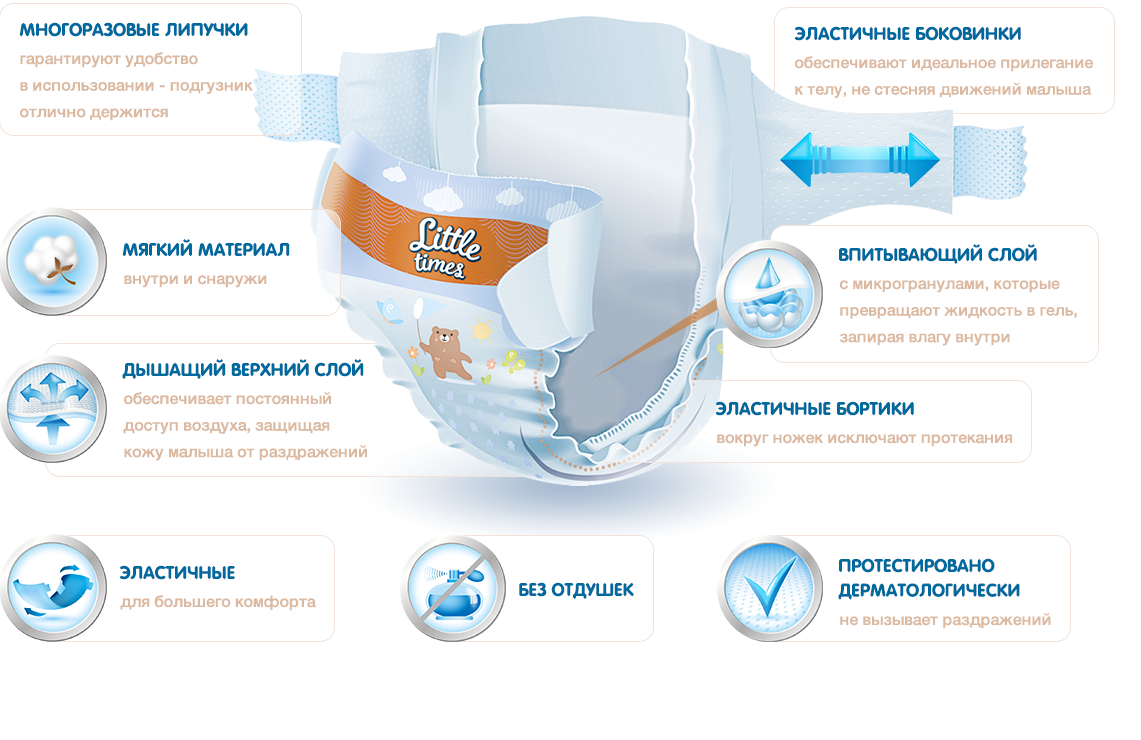 МНОГОРАЗОВЫЕ ЛИПУЧКИ
гарантируют удобство
в использовании - подгузник
отлично держится
ЭЛАСТИЧНЫЕ БОКОВИНКИ
обеспечивают идеальное прилегание
к телу, не стесняя движений малыша
Little
times
МЯГКИЙ МАТЕРИАЛ
внутри и снаружи
ВПИТЫВАЮЩИЙ СЛОЙ
с микрогранулами, которые
превращают жидкость в гель,
запирая влагу внутри
ДЫШАЩИЙ ВЕРХНИЙ СЛОЙ
обеспечивает постоянный
доступ воздуха, защищая
кожу малыша от раздражений
ЭЛАСТИЧНЫЕ БОРТИКИ
вокруг ножек исключают протекания
ЭЛАСТИЧНЫЕ
для большего комфорта
БЕЗ ОТДУШЕК
ПРОТЕСТИРОВАНО
ДЕРМАТОЛОГИЧЕСКИ
не вызывает раздражений